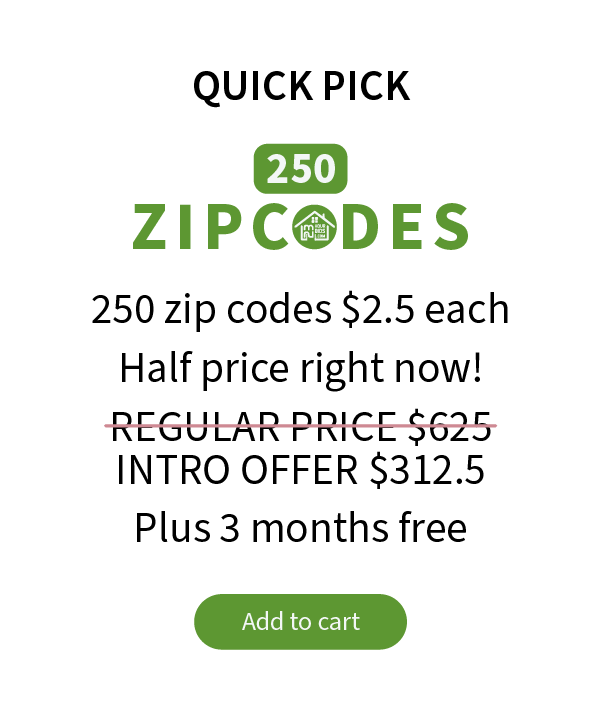 QUICK PICK
250
ZIPCODES
250 zip codes $2.5 each
Half price right now!
REGULAR PRICE $625
INTRO OFFER $312.5
Plus 3 months free
Add to cart